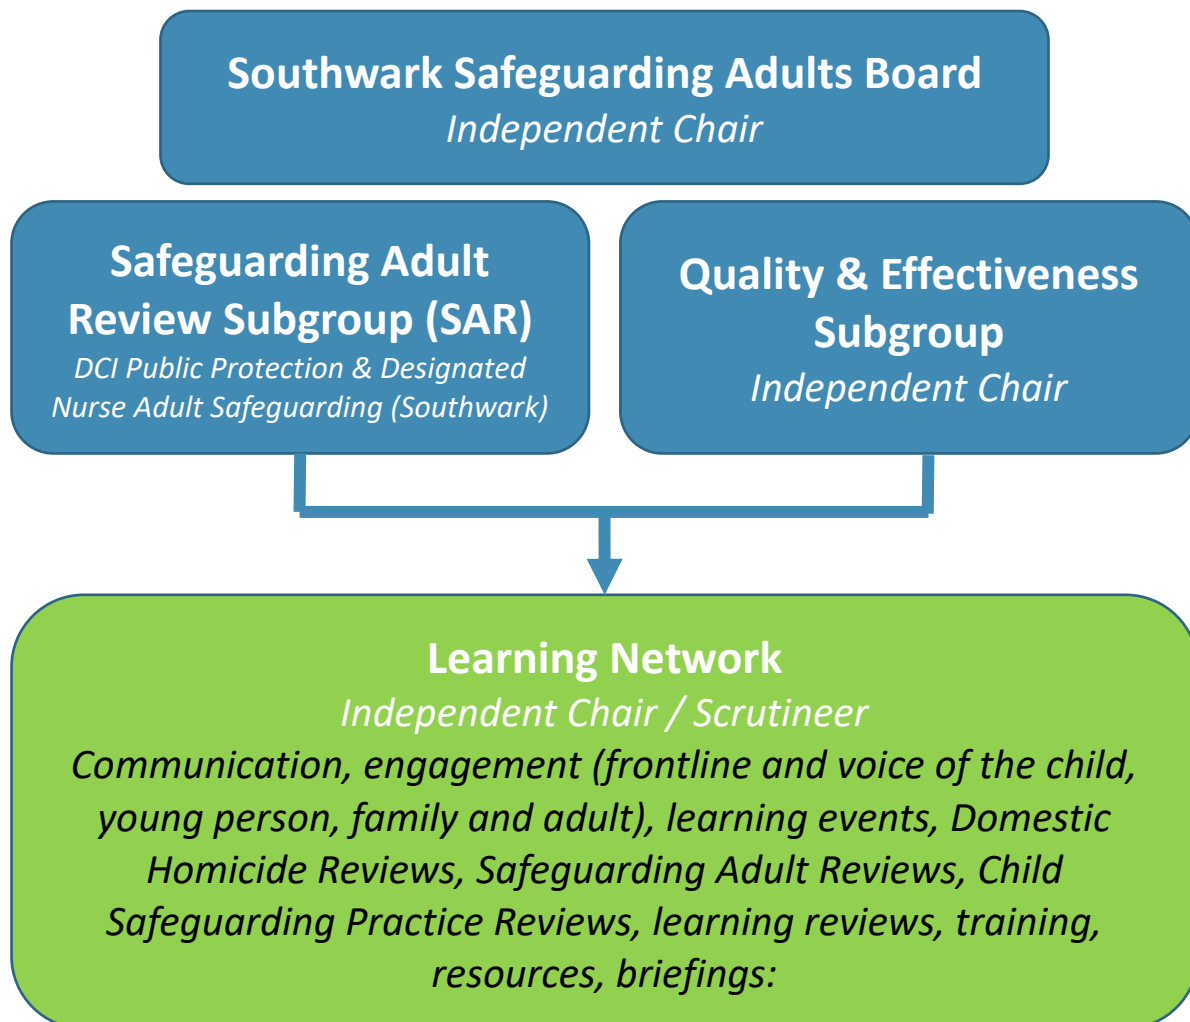 Southwark Safeguarding Adults Board
Independent Chair
Safeguarding Adult
Review Subgroup (SAR)
DCI Public Protection & Designated
Nurse Adult Safeguarding (Southwark)
Quality & Effectiveness
Subgroup
Independent Chair
Learning Network
Independent Chair / Scrutineer
Communication, engagement (frontline and voice of the child,
young person, family and adult), learning events, Domestic
Homicide Reviews, Safeguarding Adult Reviews, Child
Safeguarding Practice Reviews, learning reviews, training,
resources, briefings: